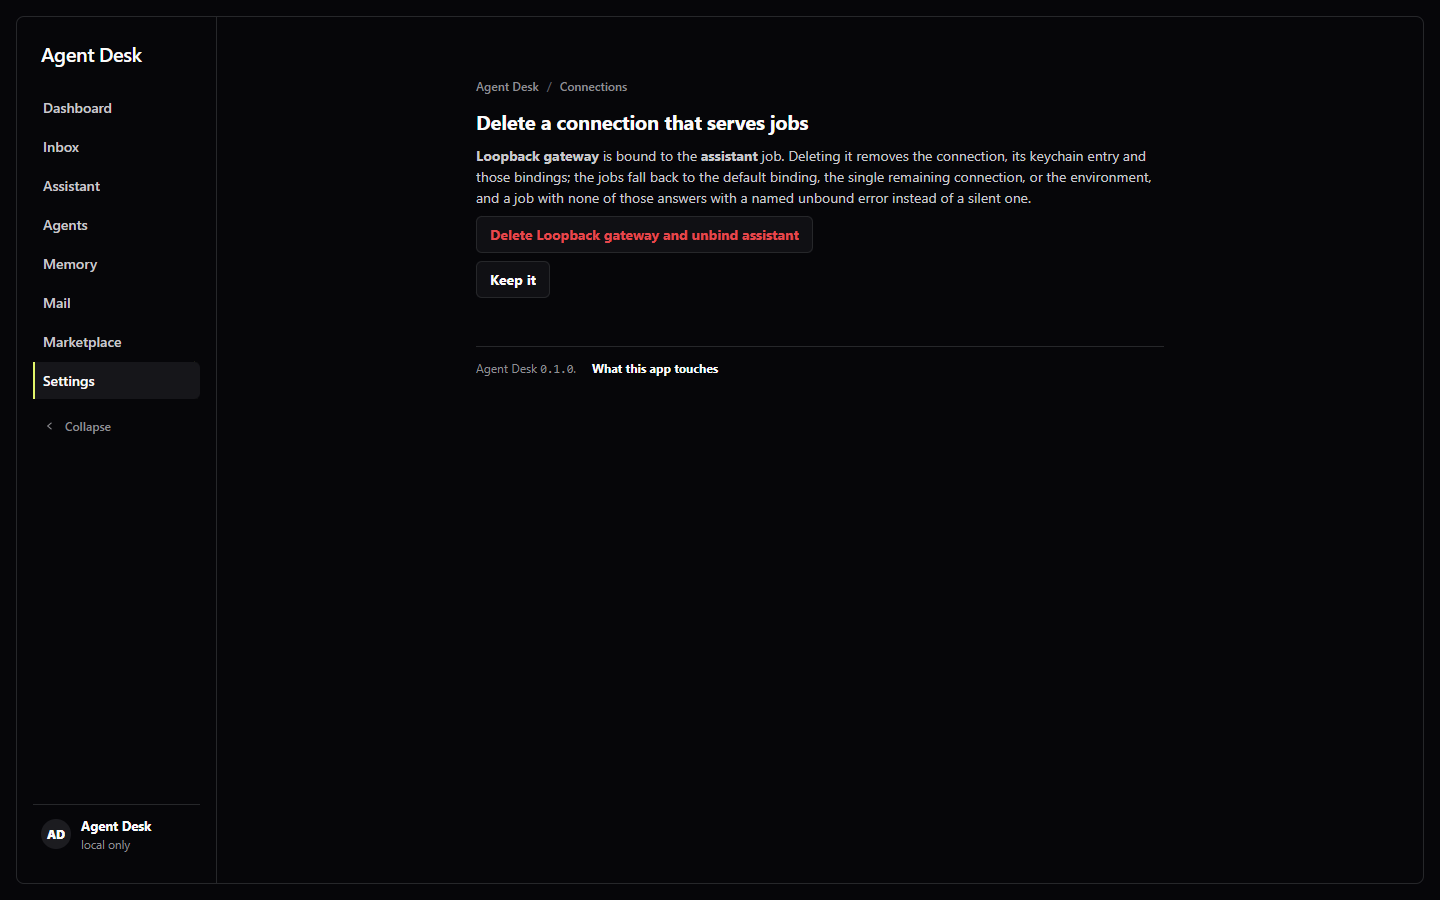 Agent Desk
Dashboard
Inbox
Assistant
Agents
Memory
Mail
Marketplace
Settings
Collapse
AD
Agent Desk
local only
Agent Desk / Connections
Delete a connection that serves jobs
Loopback gateway is bound to the assistant job. Deleting it removes the connection, its keychain entry and
those bindings; the jobs fall back to the default binding, the single remaining connection, or the environment,
and a job with none of those answers with a named unbound error instead of a silent one.
Delete Loopback gateway and unbind assistant
Keep it
Agent Desk 0.1.0. What this app touches